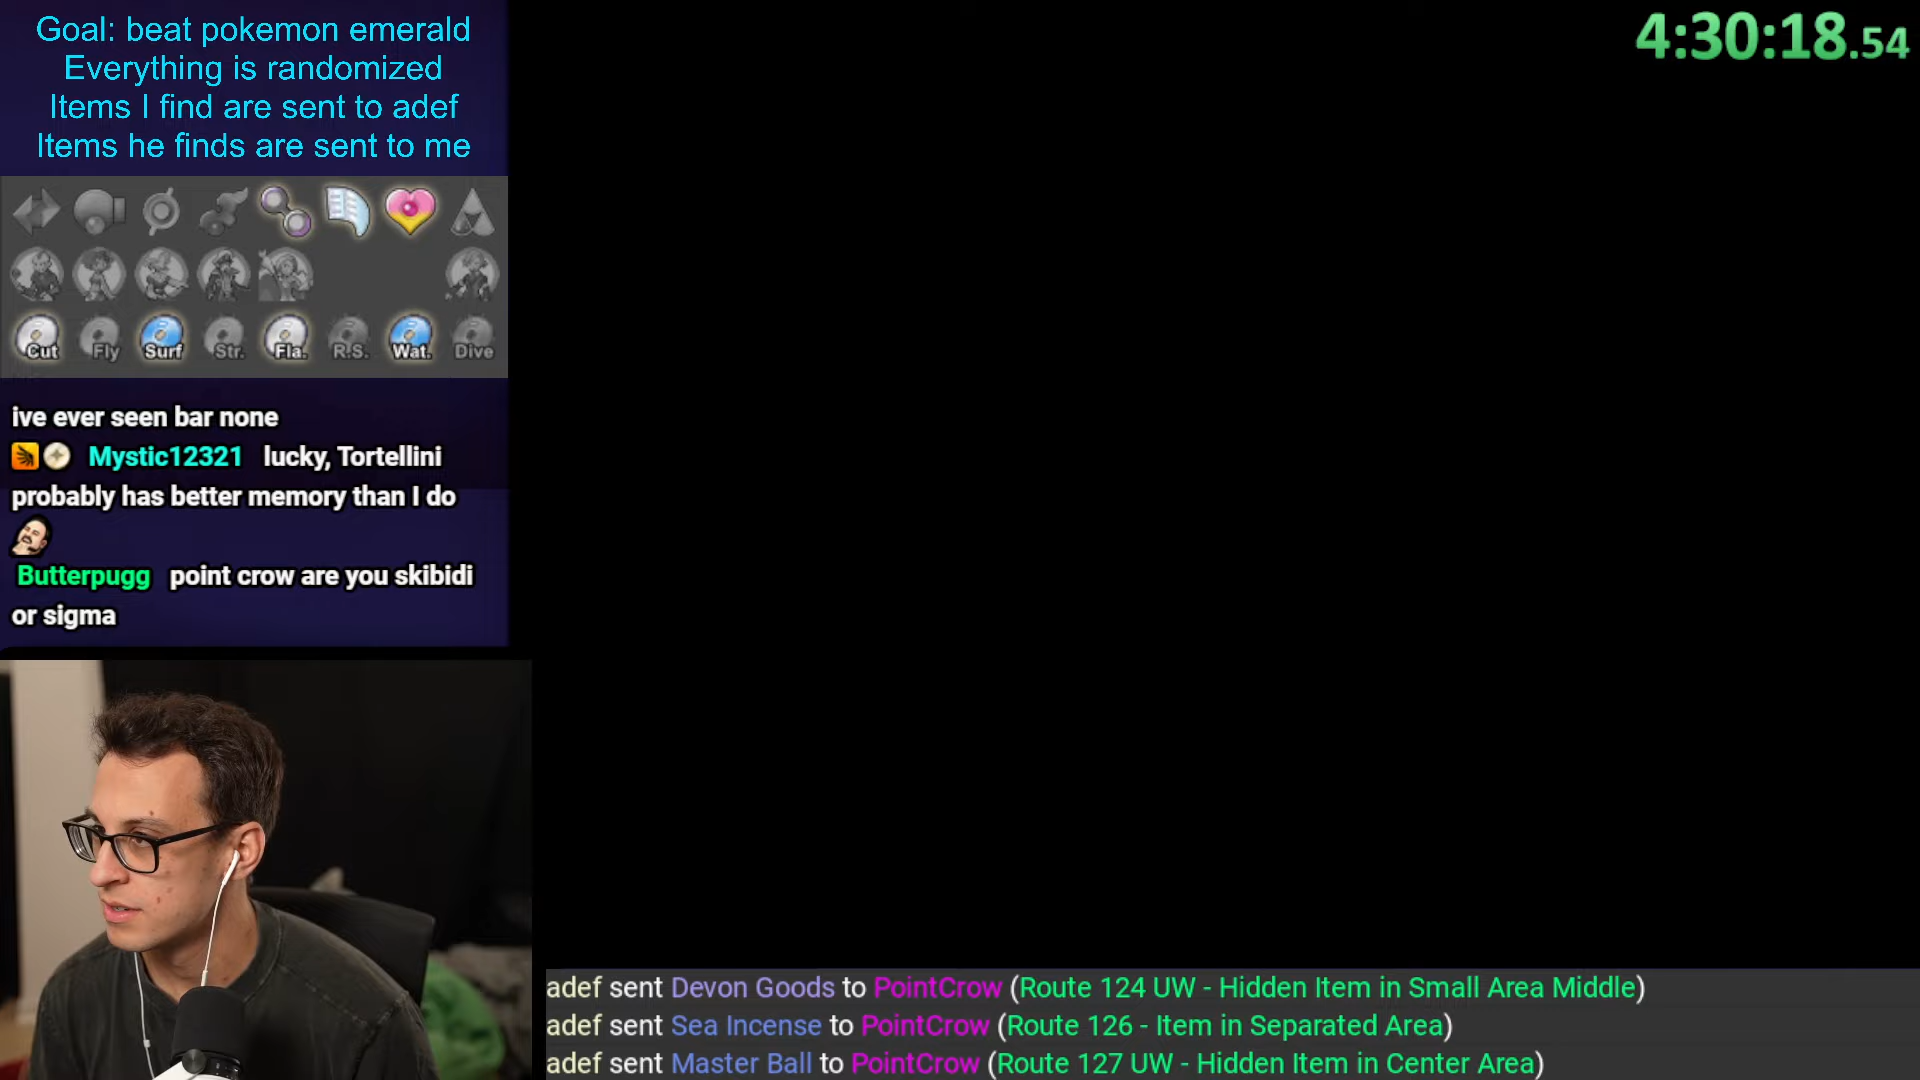 Goal: beat pokemon emerald
Everything is randomized
Items I find are sent to adef
Items he finds are sent to me
4:30:18.54
Cut Fly Surf Str. Fla. R.S. Wat. Dive
ive ever seen bar none
Mystic12321 lucky, Tortellini
probably has better memory than I do
Butterpugg point crow are you skibidi
or sigma
adef sent Devon Goods to PointCrow (Route 124 UW - Hidden Item in Small Area Middle)
adef sent Sea Incense to PointCrow (Route 126 - Item in Separated Area)
adef sent Master Ball to PointCrow (Route 127 UW - Hidden Item in Center Area)